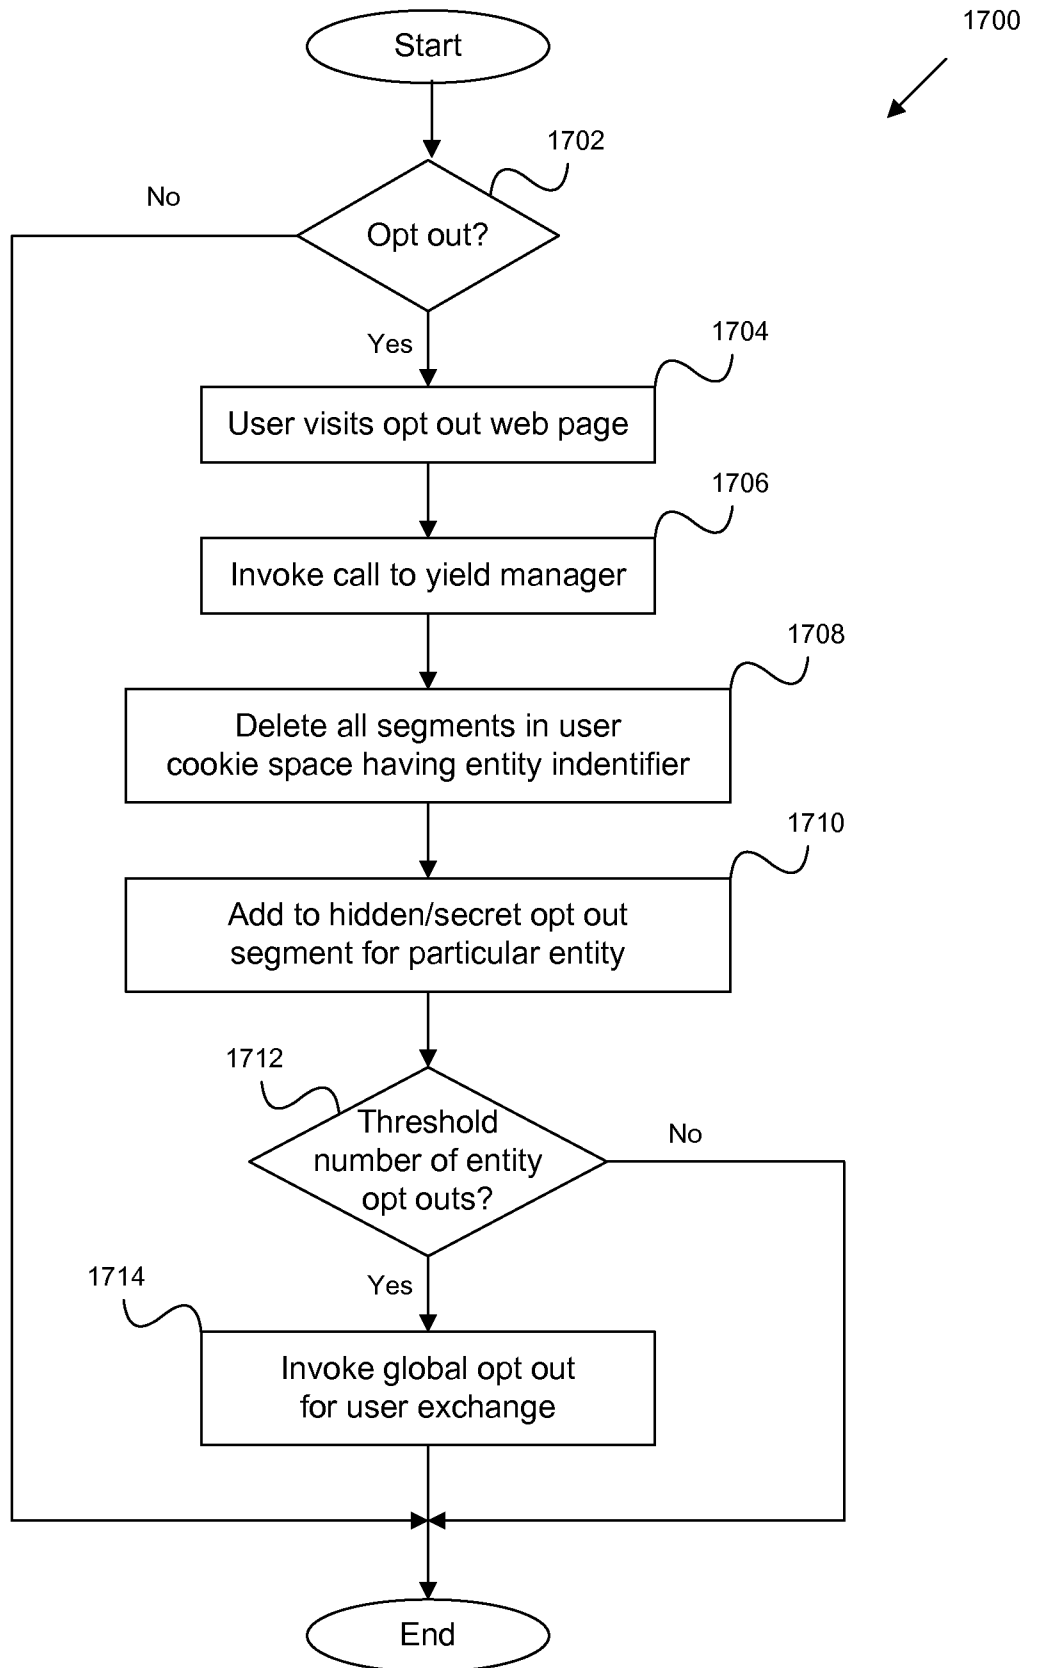 1700
Start
1702
No
Opt out?
Yes
1704
User visits opt out web page
1706
Invoke call to yield manager
1708
Delete all segments in user
cookie space having entity indentifier
1710
Add to hidden/secret opt out
segment for particular entity
1712
Threshold
number of entity
opt outs?
No
Yes
1714
Invoke global opt out
for user exchange
End